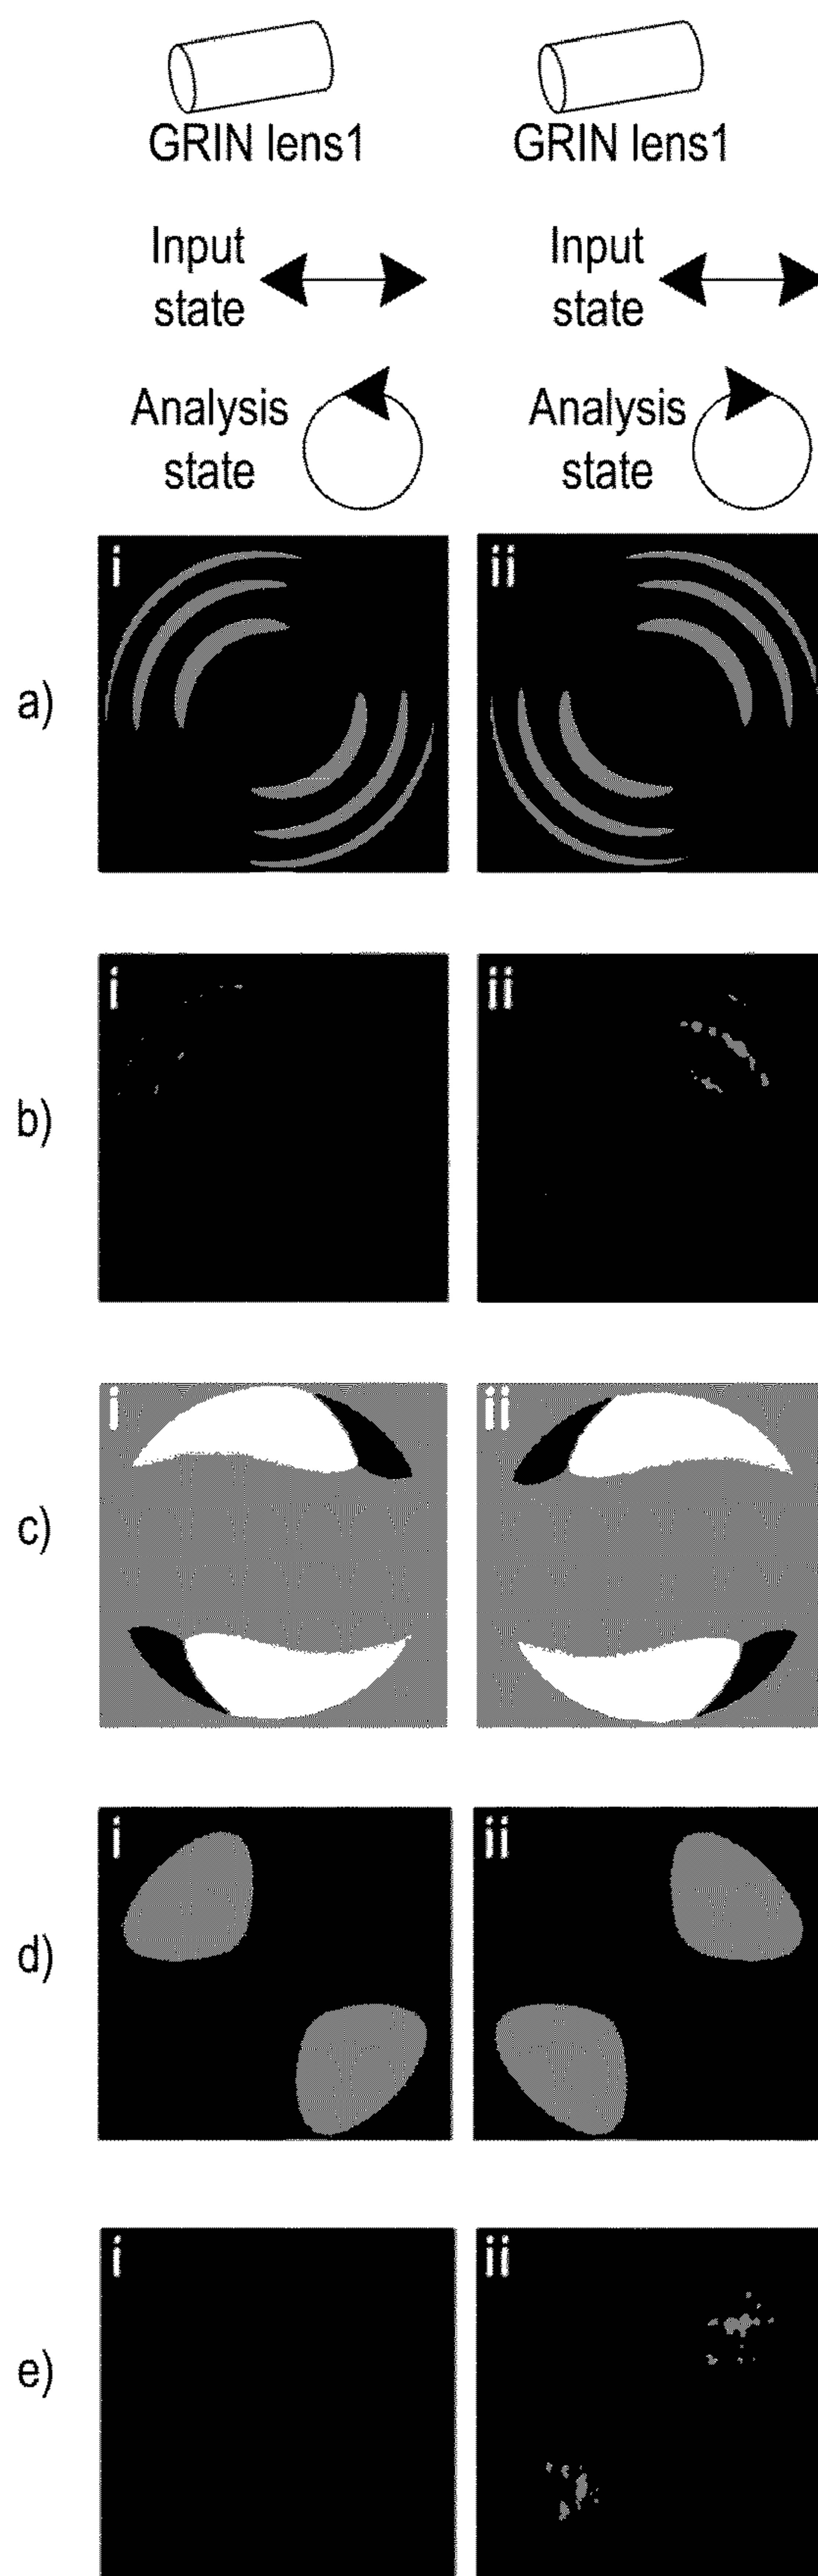 GRIN lens1 GRIN lens1
Input Input
state state
Analysis Analysis
state state
a) i ii
b) i ii
c) i ii
d) i ii
e) i ii